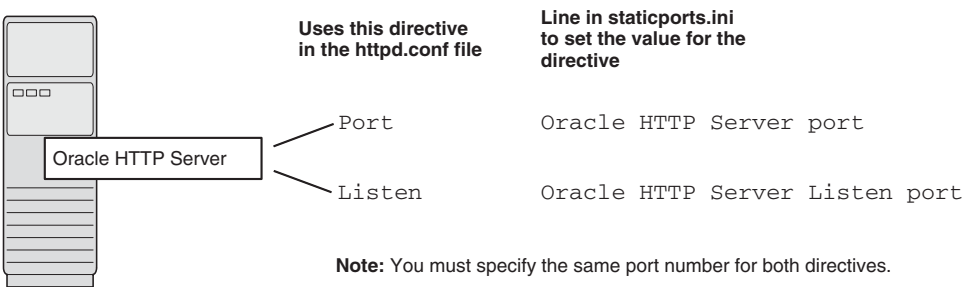 Uses this directive
in the httpd.conf file
Line in staticports.ini
to set the value for the
directive
Port
Oracle HTTP Server port
Oracle HTTP Server
Listen
Oracle HTTP Server Listen port
Note: You must specify the same port number for both directives.